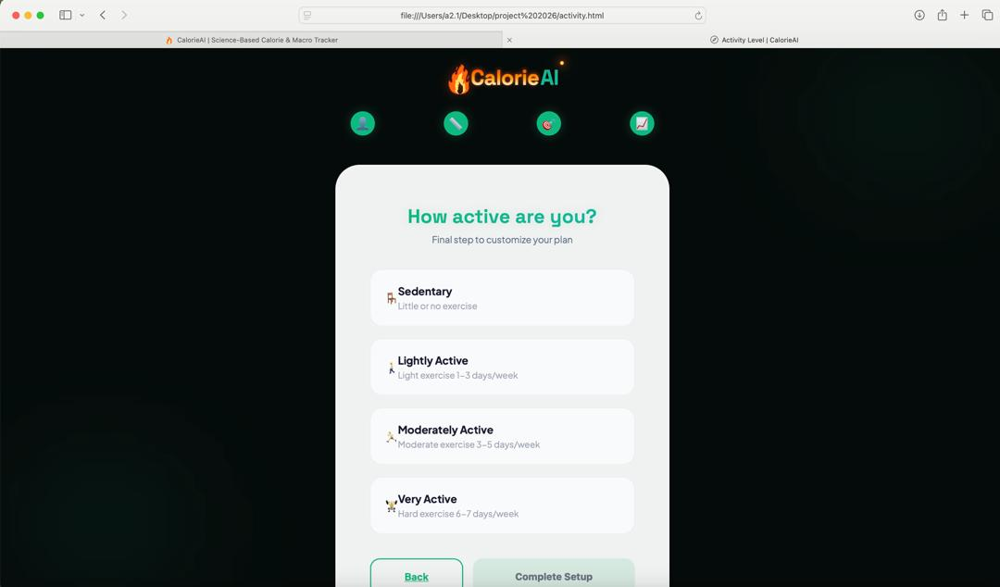 file:///Users/a2.1/Desktop/project%202026/activity.html
CalorieAI | Science-Based Calorie & Macro Tracker
Activity Level | CalorieAI
CalorieAI
How active are you?
Final step to customize your plan
Sedentary
Little or no exercise
Lightly Active
Light exercise 1–3 days/week
Moderately Active
Moderate exercise 3–5 days/week
Very Active
Hard exercise 6–7 days/week
Back
Complete Setup